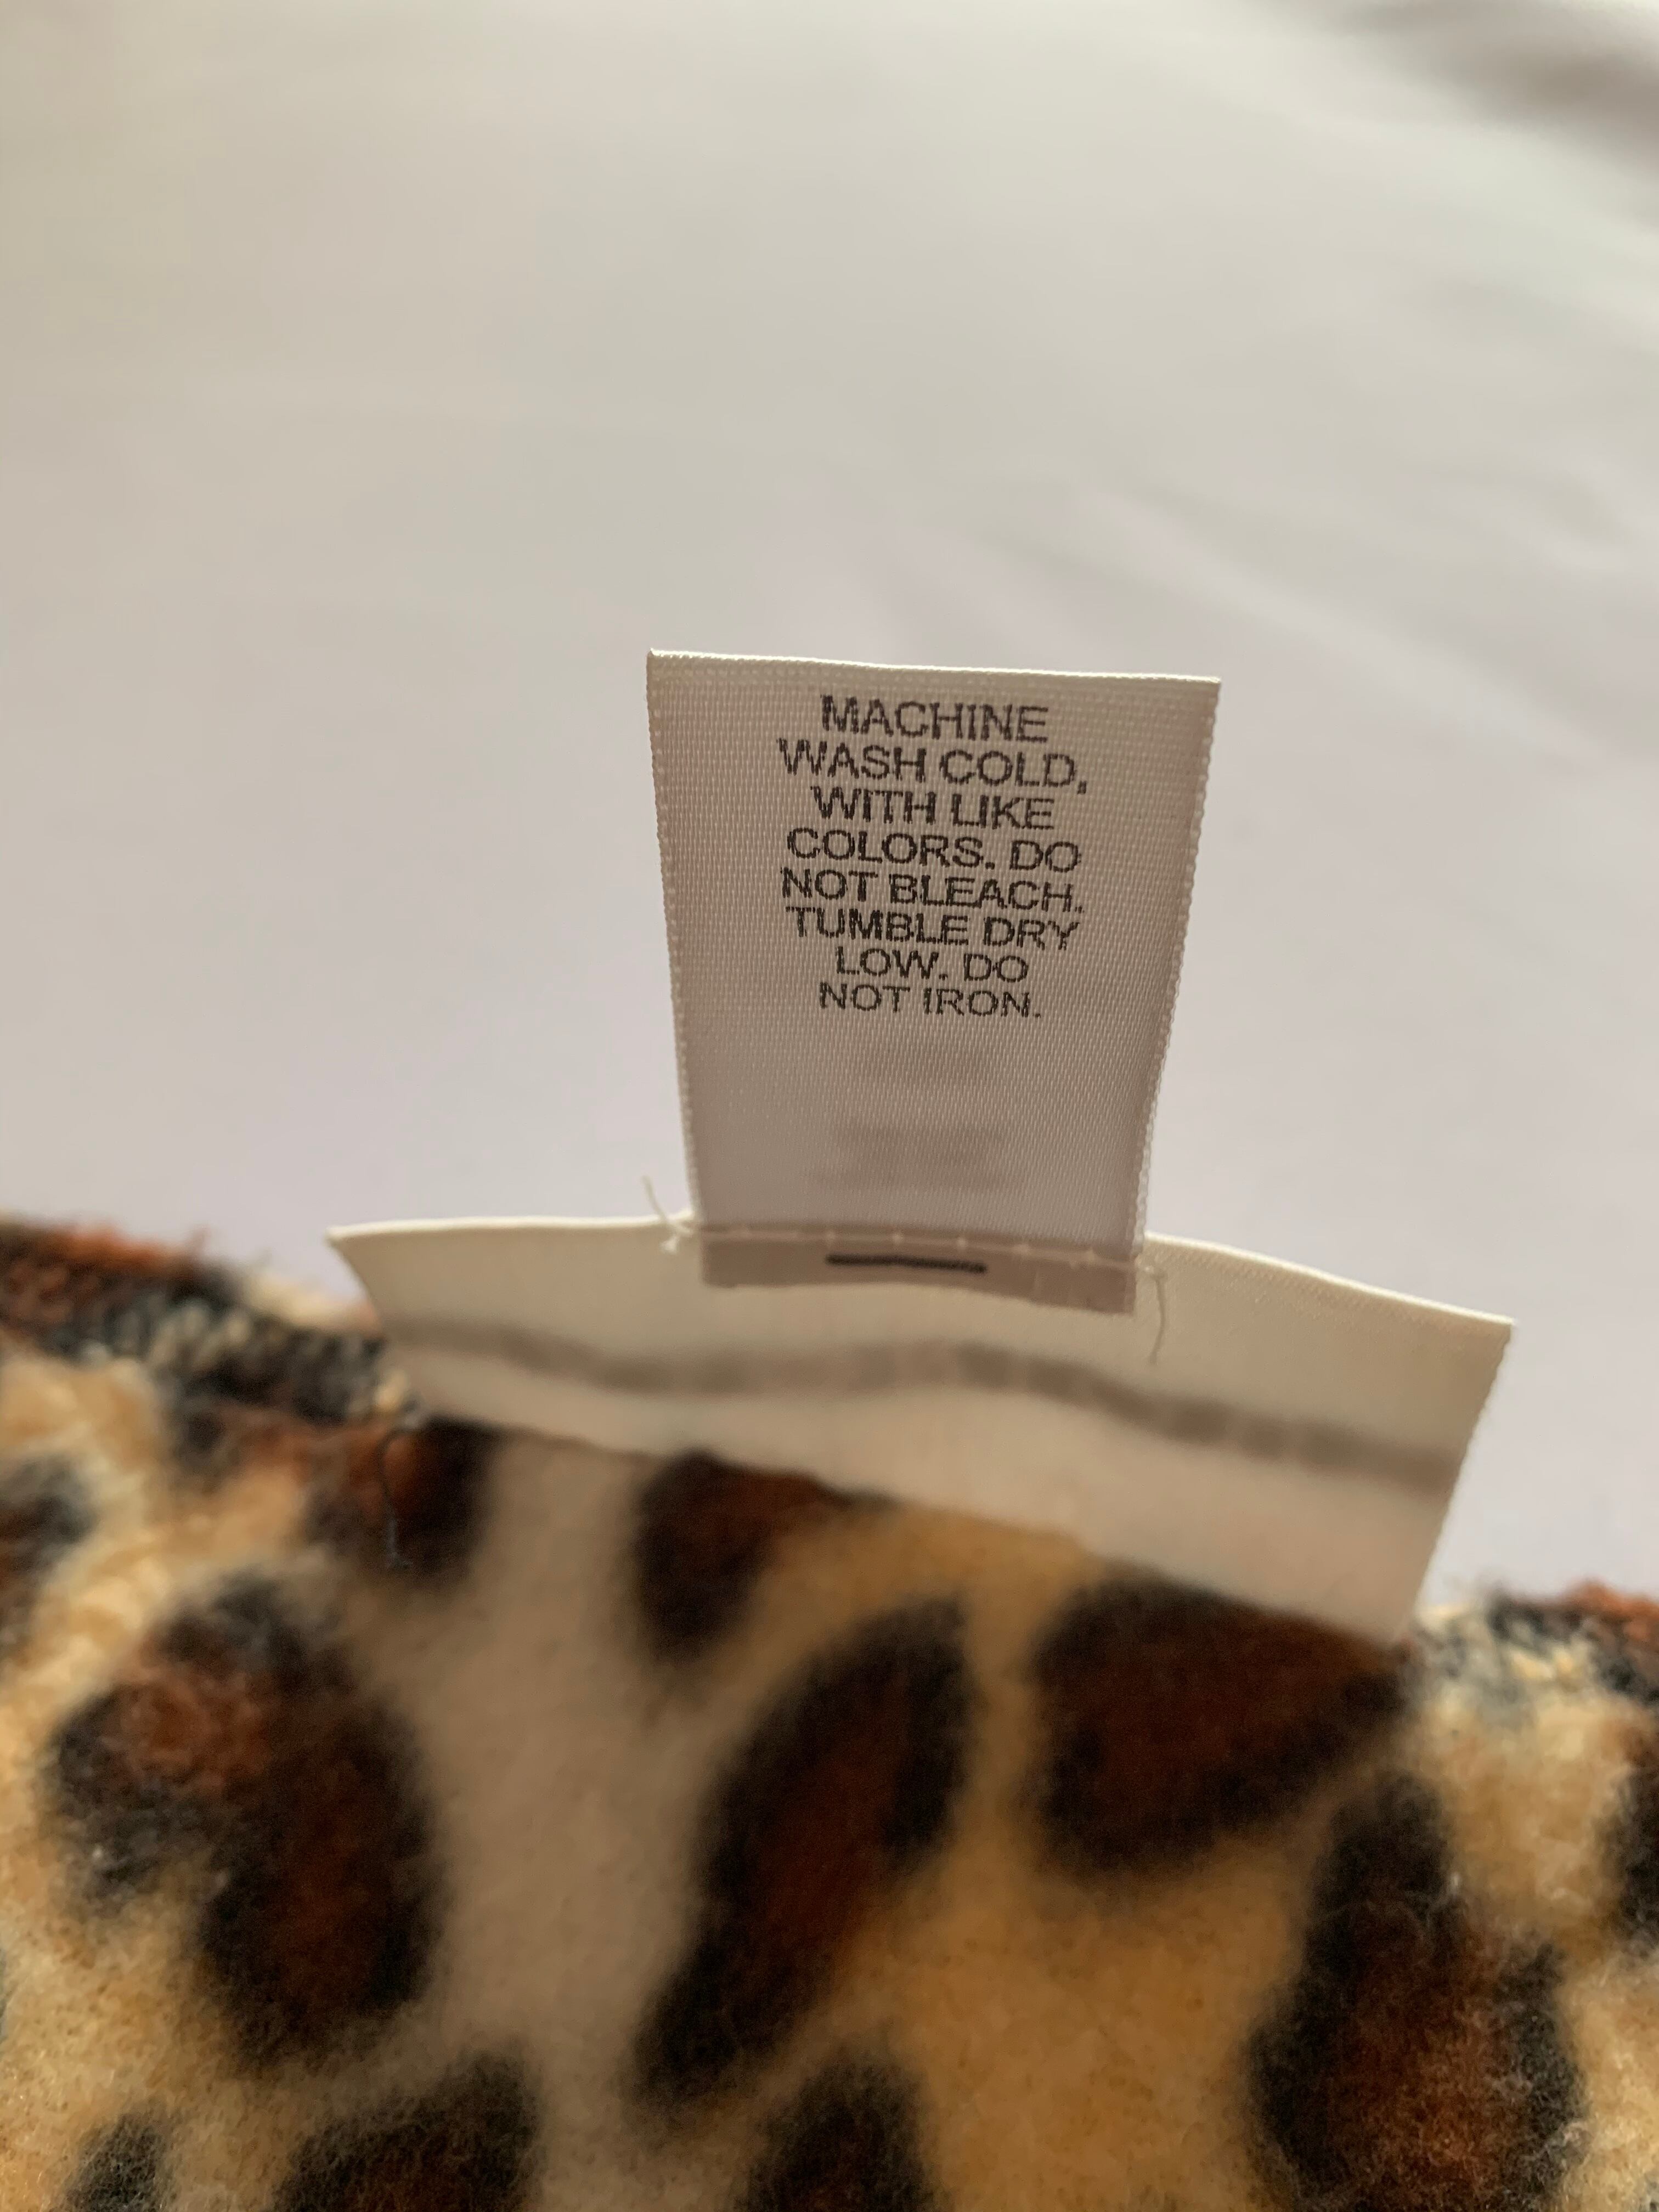 MACHINE
WASH COLD,
WITH LIKE
COLORS. DO
NOT BLEACH.
TUMBLE DRY
LOW. DO
NOT IRON.